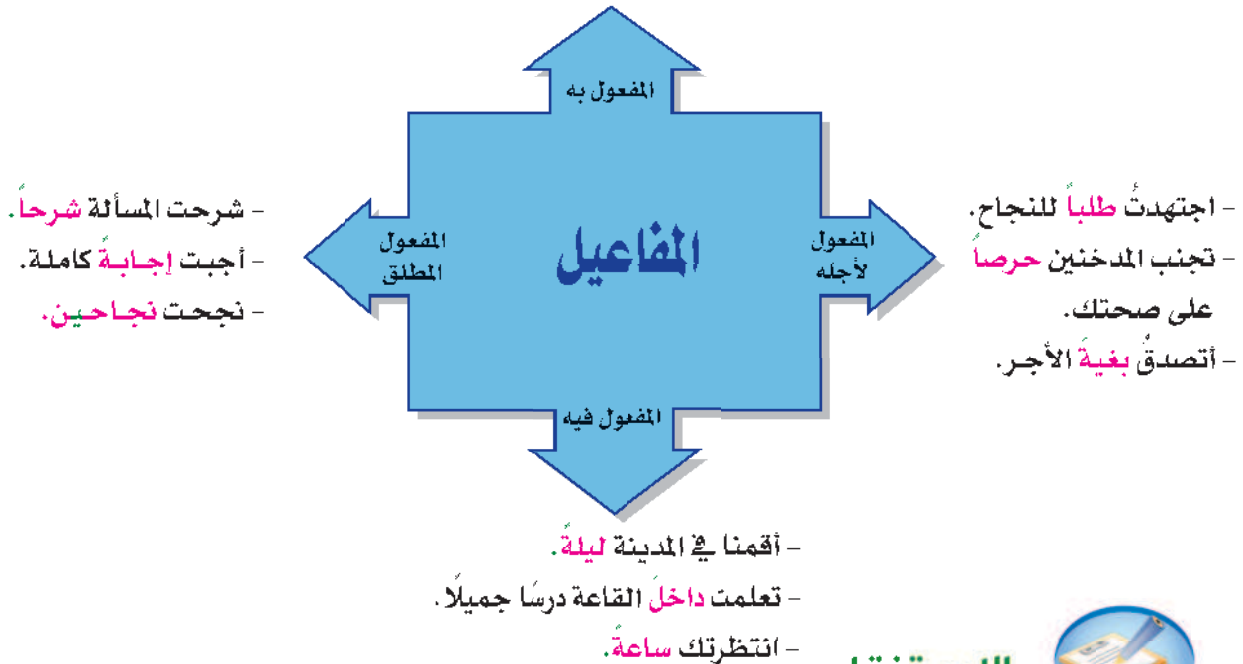 المفعول به
- اجتهدتُ طلباً للنجاح.
- تجنب المدخنين حرصاً
على صحتك.
- أتصدقُ بغيةَ الأجر.
المفعول
لأجله
المفاعيل
المفعول
المطلق
- شرحت المسألة شرحاً.
- أجبت إجابةً كاملة.
- نجحت نجاحين.
المفعول فيه
- أقمنا في المدينة ليلةً.
- تعلمت داخلَ القاعة درسًا جميلًا.
- انتظرتك ساعةً.